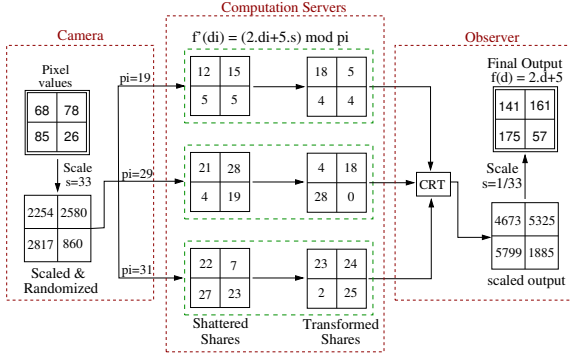 Computation Servers
Camera
Observer
f'(di) = (2.di+5.s) mod pi
Pixel
values
68 78
85 26
Scale
s=33
2254 2580
2817 860
Scaled &
Randomized
pi=19
12 15
5 5
18 5
4 4
pi=29
21 28
4 19
4 18
28 0
pi=31
22 7
27 23
23 24
2 25
Shattered
Shares
Transformed
Shares
CRT
Final Output
f(d) = 2.d+5
141 161
175 57
Scale
s=1/33
4673 5325
5799 1885
scaled output